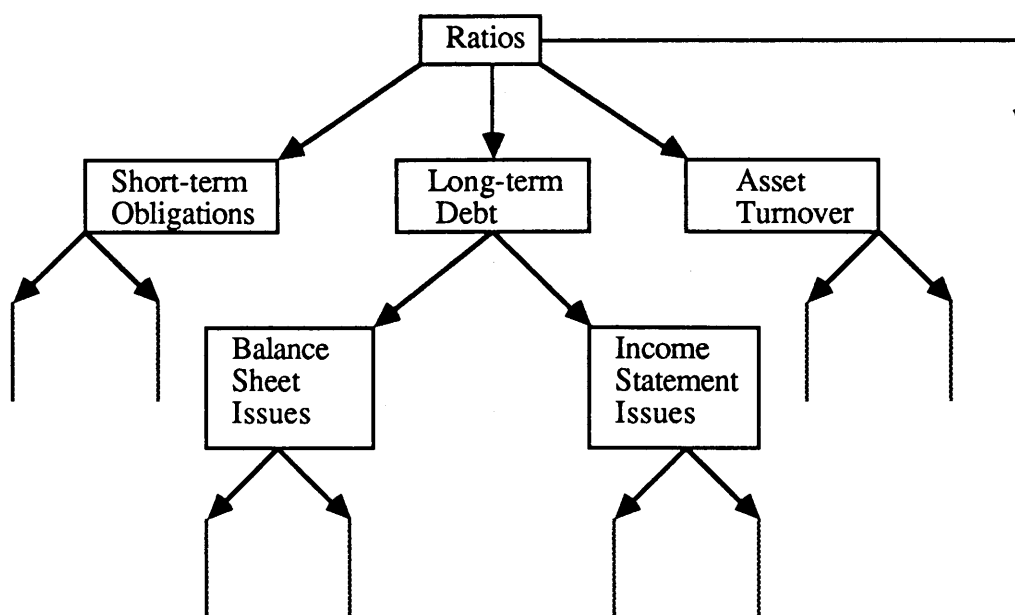 Ratios
Short-term
Obligations
Long-term
Debt
Asset
Turnover
Balance
Sheet
Issues
Income
Statement
Issues